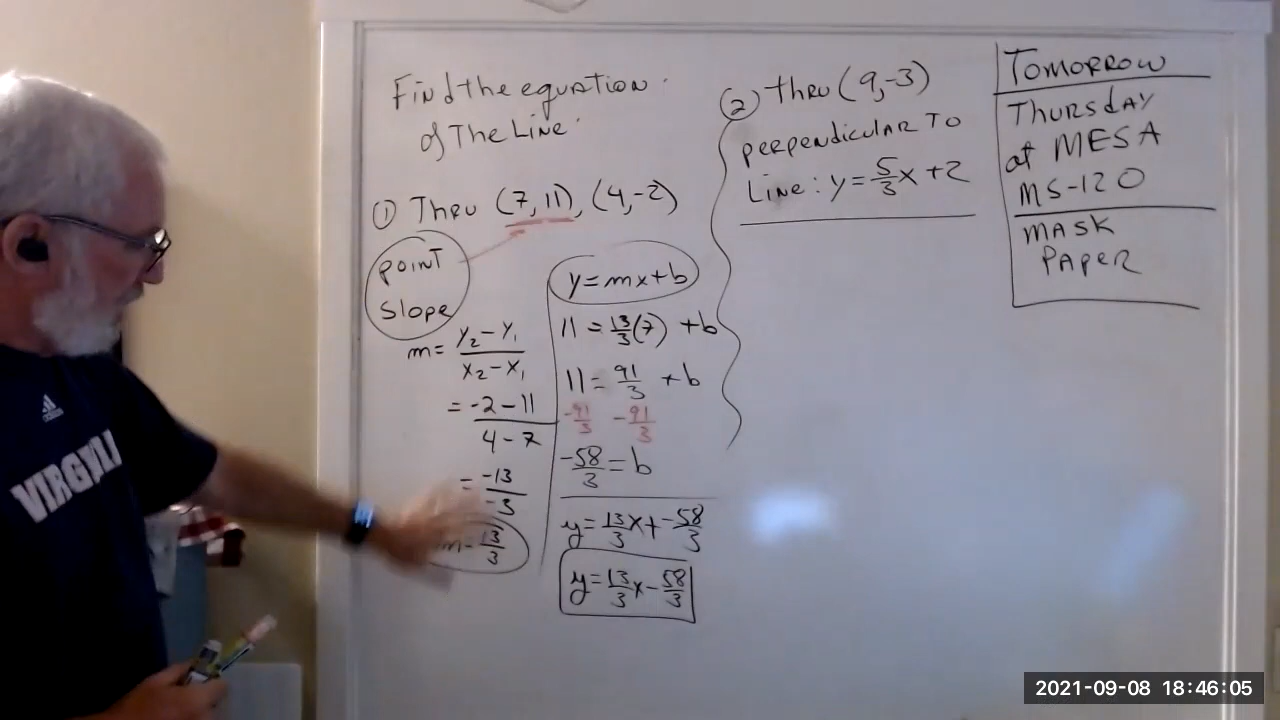 Find the equation
of The Line:
① Thru (7,11), (4,-2)
POINT
Slope
m = y₂ - y₁ / x₂ - x₁
= -2 - 11 / 4 - 7
= -13 / -3
m = 13/3
y = mx + b
11 = 13/3 (7) + b
11 = 91/3 + b
-91/3 -91/3
-58/3 = b
y = 13/3 x + -58/3
y = 13/3 x - 58/3
② Thru (9,-3)
perpendicular TO
Line: y = 5/3 x + 2
TOMORROW
THURSdAY
at MESA
MS-120
MASK
PAPER
VIRGINIA
2021-09-08 18:46:05